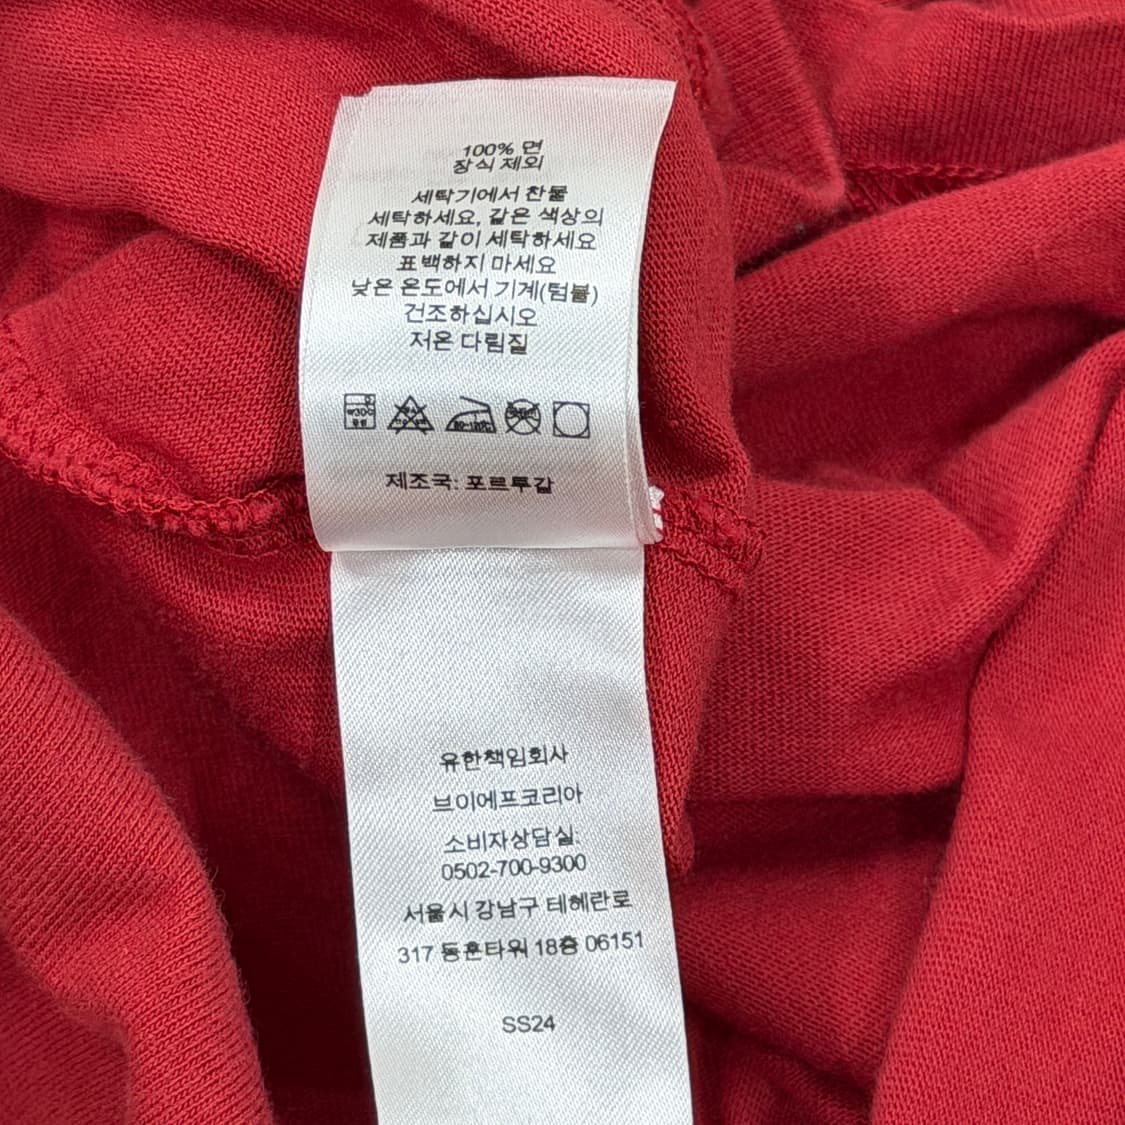 100% 면
장식 제외
세탁기에서 찬물
세탁하세요, 같은 색상의
제품과 같이 세탁하세요
표백하지 마세요
낮은 온도에서 기계(텀블)
건조하십시오
저온 다림질
제조국: 포르투갈
유한책임회사
브이에프코리아
소비자상담실:
0502-700-9300
서울시 강남구 테헤란로
317 동훈타워 18층 06151
SS24